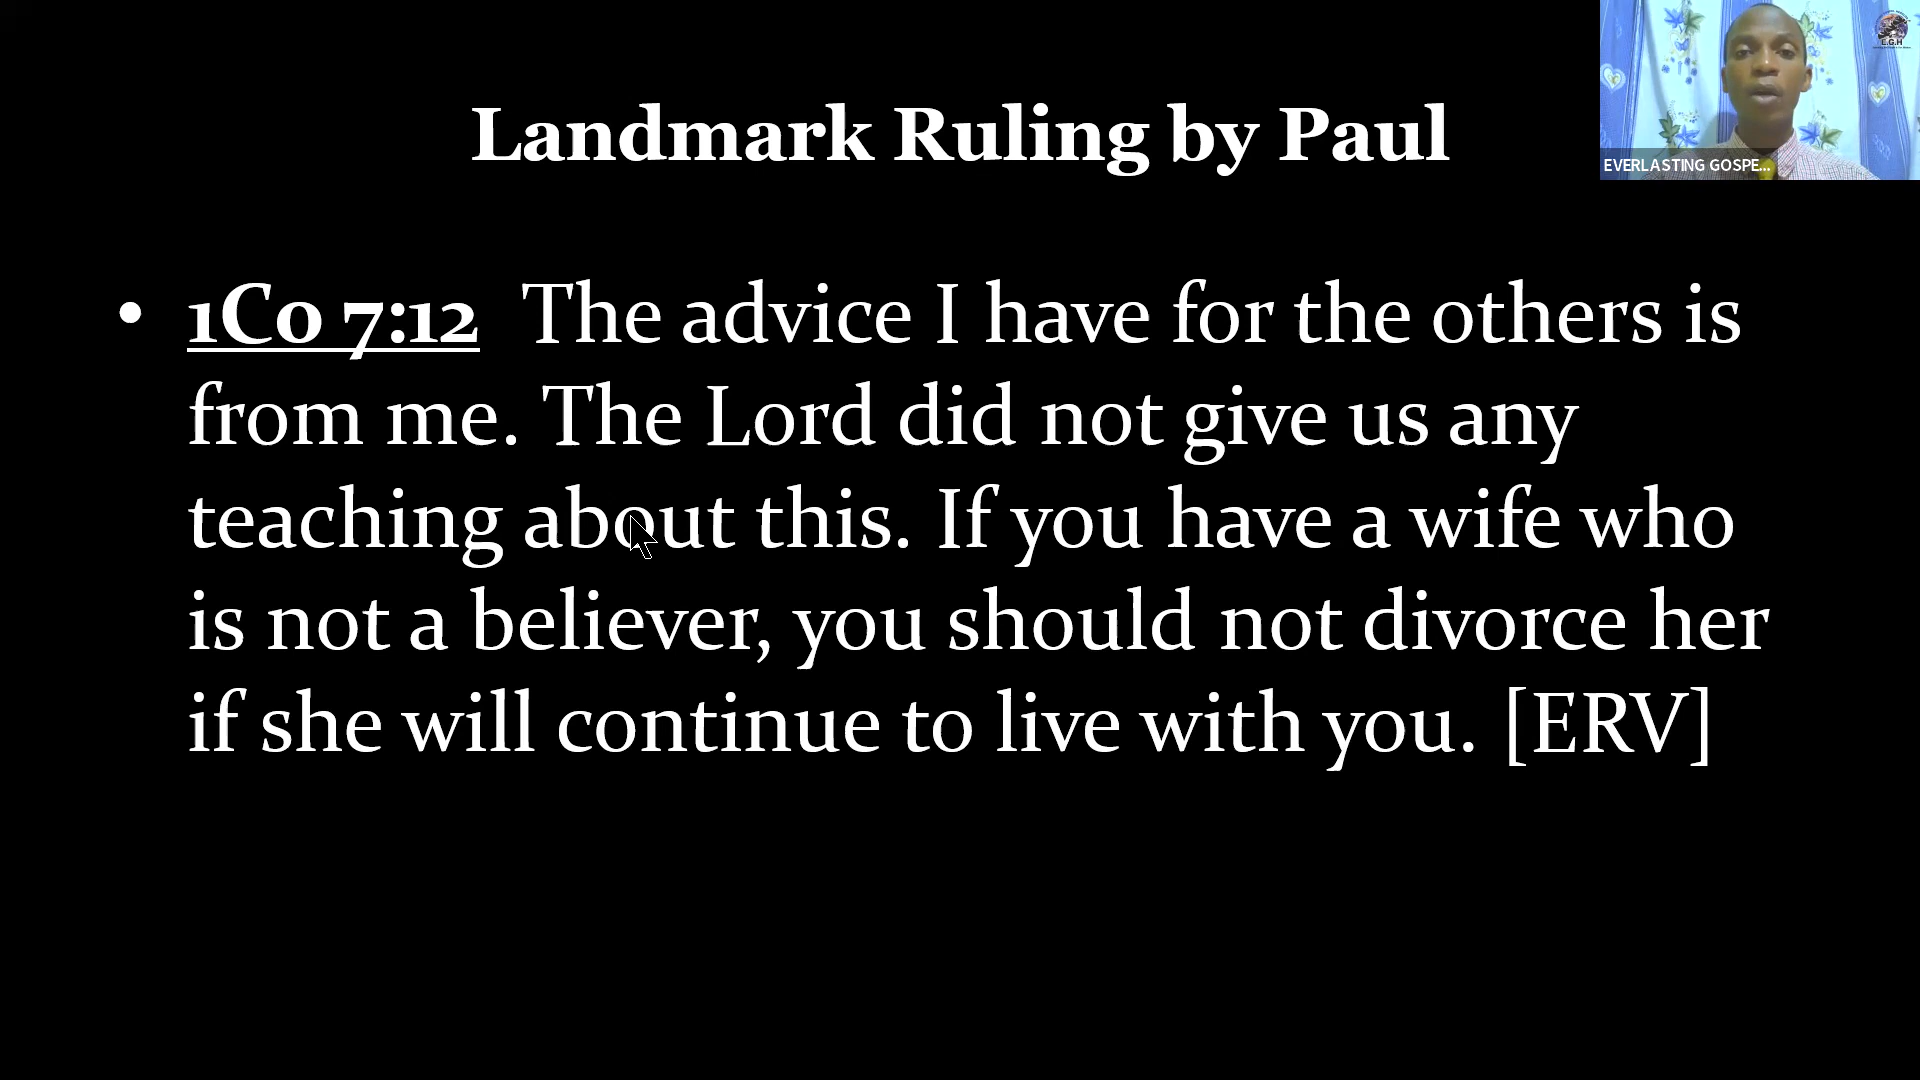 Landmark Ruling by Paul
EVERLASTING GOSPE...
• 1Co 7:12 The advice I have for the others is
from me. The Lord did not give us any
teaching about this. If you have a wife who
is not a believer, you should not divorce her
if she will continue to live with you. [ERV]
E.G.H